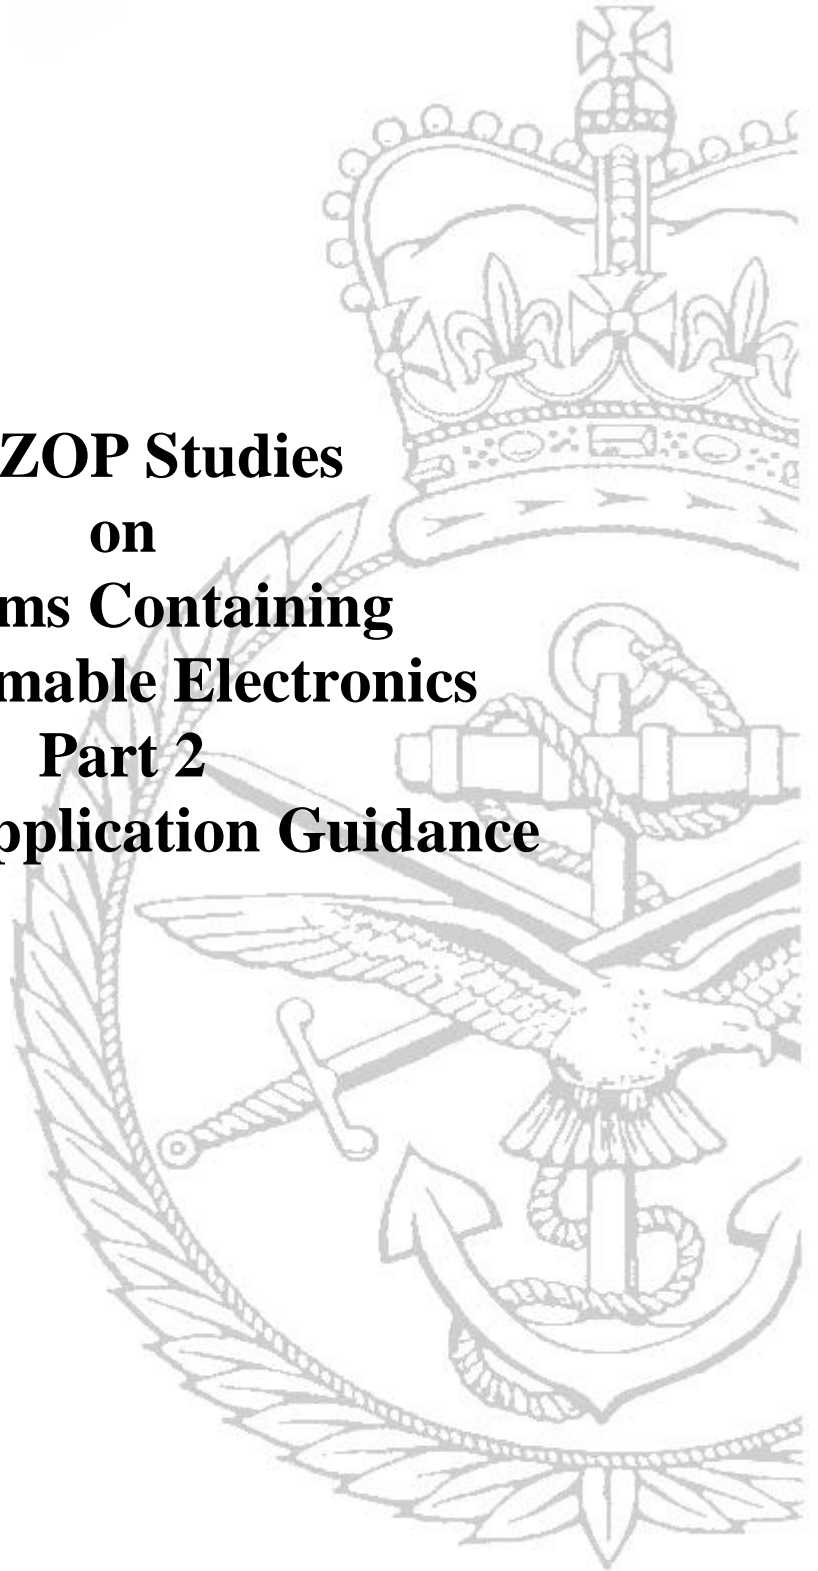 ZOP Studies
on
ms Containing
mable Electronics
Part 2
pplication Guidance